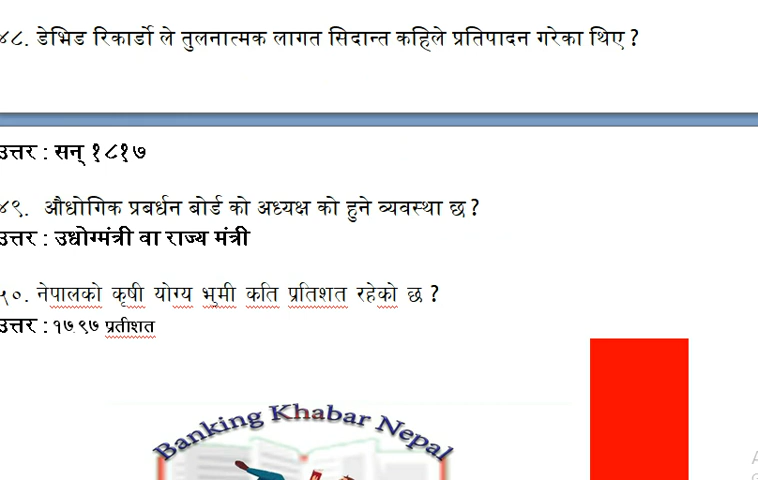 ४८. डेभिड रिकार्डो ले तुलनात्मक लागत सिदान्त कहिले प्रतिपादन गरेका थिए ?
उत्तर : सन् १८१७
४९. औधोगिक प्रबर्धन बोर्ड को अध्यक्ष को हुने व्यवस्था छ ?
उत्तर : उधोग्मंत्री वा राज्य मंत्री
५०. नेपालको कृषी योग्य भुमी कति प्रतिशत रहेको छ ?
उत्तर : १७.९७ प्रतीशत
Banking Khabar Nepal